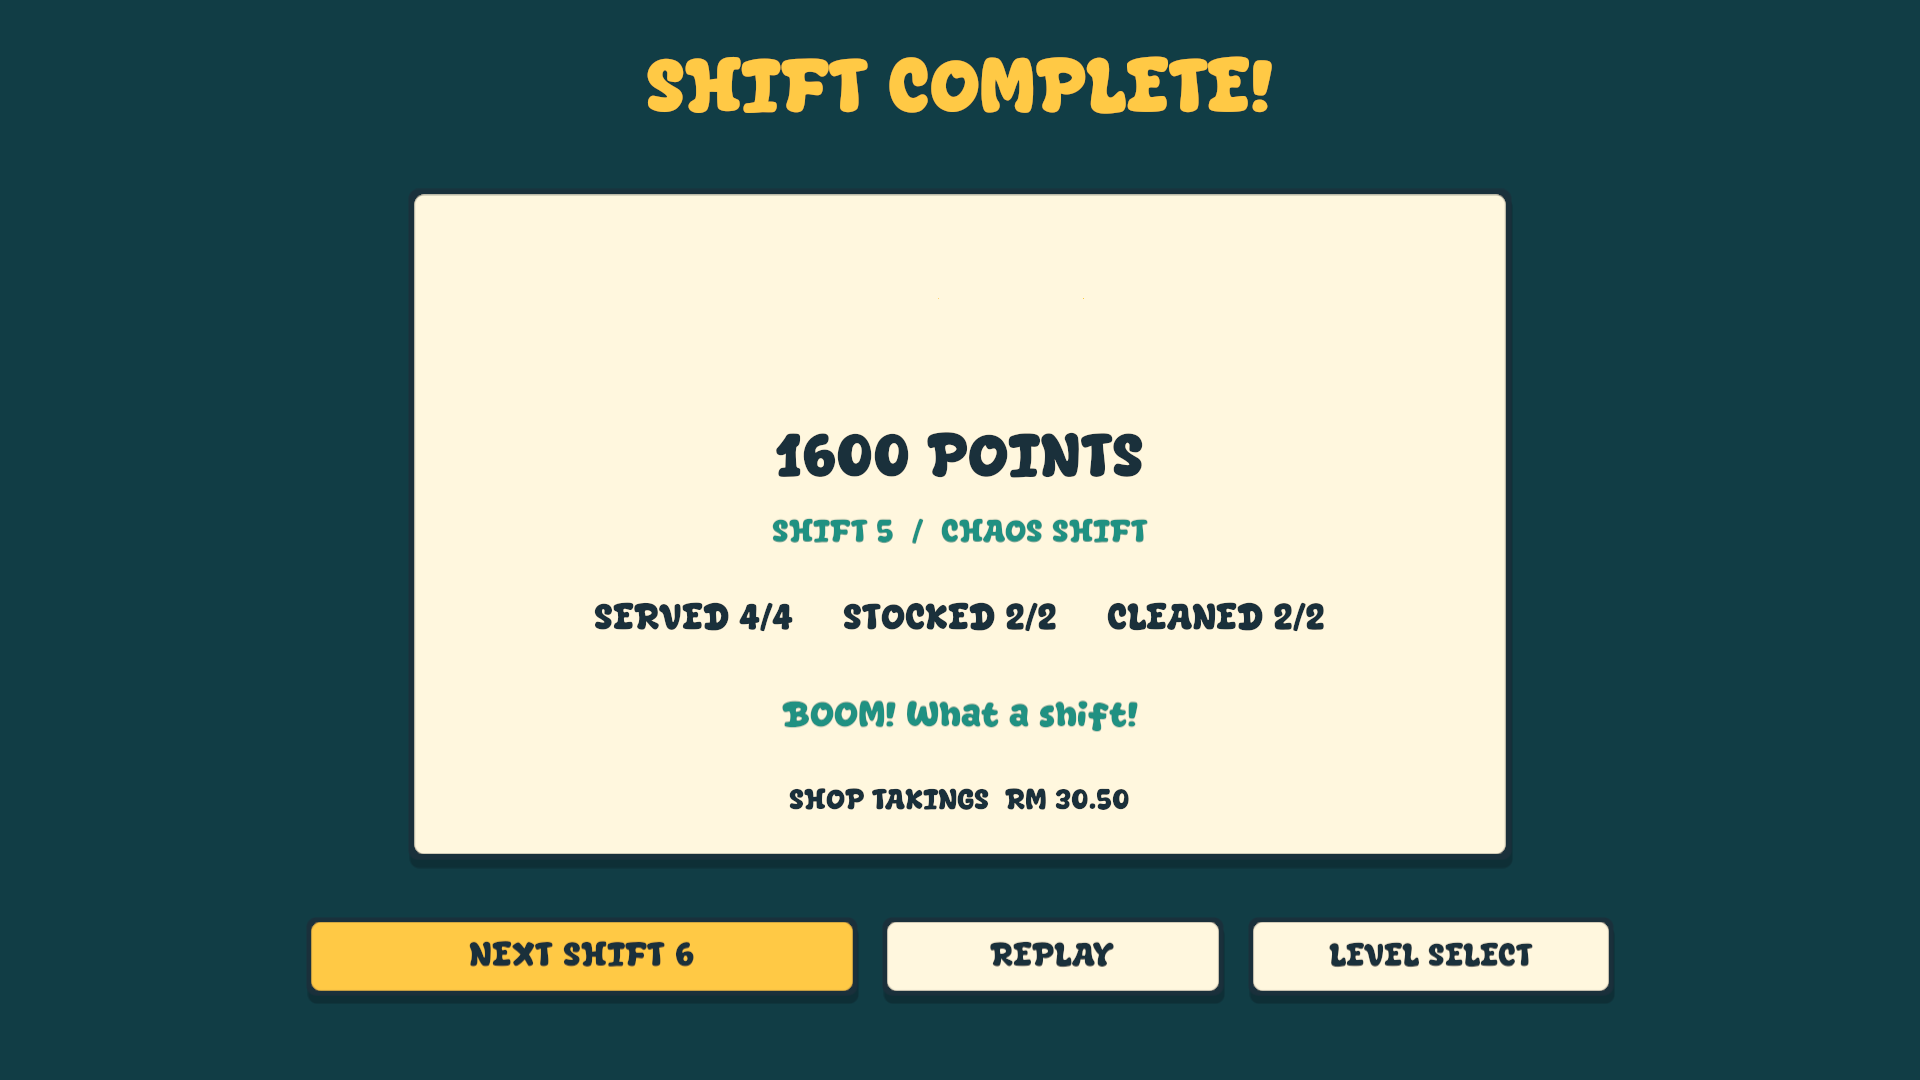 SHIFT COMPLETE!
1600 POINTS
SHIFT 5 / CHAOS SHIFT
SERVED 4/4 STOCKED 2/2 CLEANED 2/2
BOOM! What a shift!
SHOP TAKINGS RM 30.50
NEXT SHIFT 6 REPLAY LEVEL SELECT